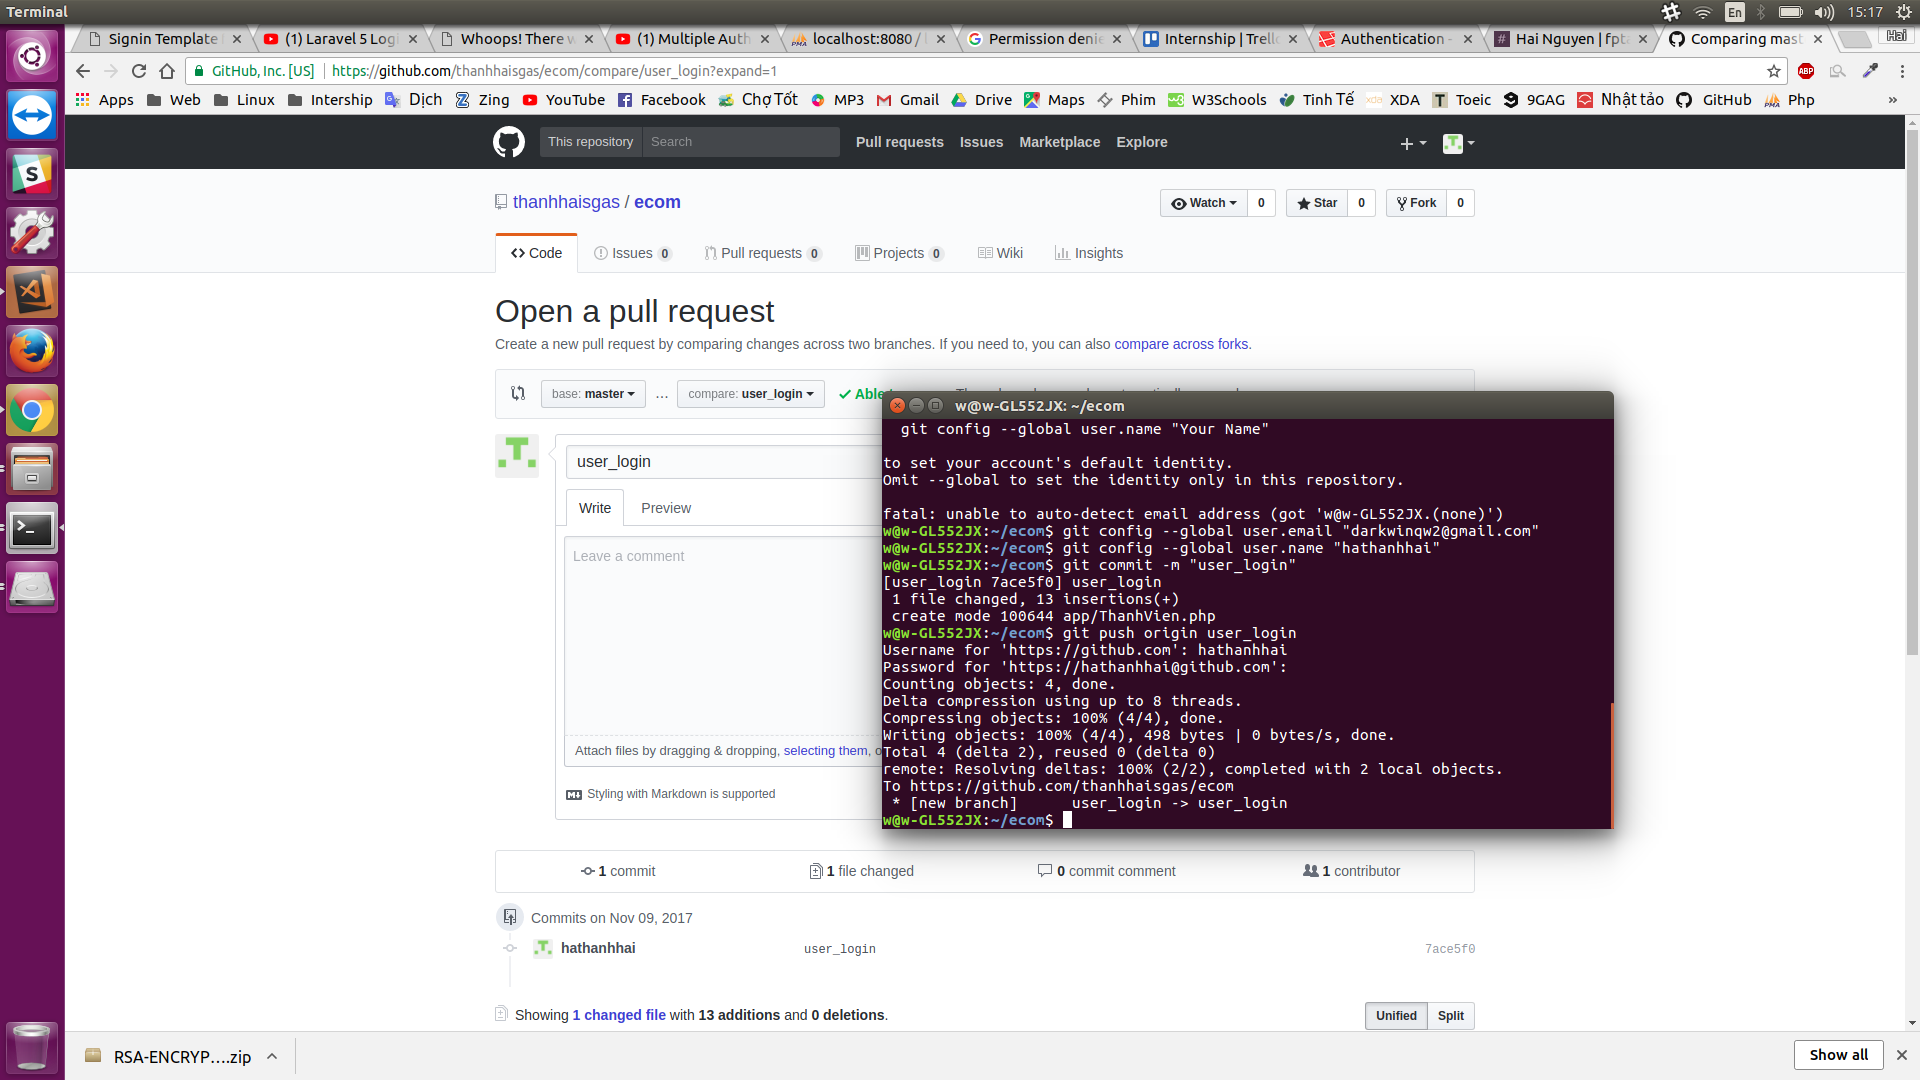 Terminal
En
15:17
Signin Template
(1) Laravel 5 Logi
Whoops! There w
(1) Multiple Auth
localhost:8080 / l
Permission denie
Internship | Trello
Authentication -
Hai Nguyen | fpta
Comparing mast
Hai
GitHub, Inc. [US]
https://github.com/thanhhaisgas/ecom/compare/user_login?expand=1
ABP
Apps
Web
Linux
Intership
Dịch
Zing
YouTube
Facebook
Chợ Tốt
MP3
Gmail
Drive
Maps
Phim
W3Schools
Tinh Tế
XDA
Toeic
9GAG
Nhật tảo
GitHub
Php
»
This repository
Search
Pull requests
Issues
Marketplace
Explore
thanhhaisgas / ecom
Watch 0
Star 0
Fork 0
Code
Issues 0
Pull requests 0
Projects 0
Wiki
Insights
Open a pull request
Create a new pull request by comparing changes across two branches. If you need to, you can also compare across forks.
base: master
...
compare: user_login
user_login
Write
Preview
Leave a comment
Attach files by dragging & dropping, selecting them, o
Styling with Markdown is supported
w@w-GL552JX: ~/ecom
git config --global user.name "Your Name"
to set your account's default identity.
Omit --global to set the identity only in this repository.
fatal: unable to auto-detect email address (got 'w@w-GL552JX.(none)')
w@w-GL552JX:~/ecom$ git config --global user.email "darkwinqw2@gmail.com"
w@w-GL552JX:~/ecom$ git config --global user.name "hathanhhai"
w@w-GL552JX:~/ecom$ git commit -m "user_login"
[user_login 7ace5f0] user_login
1 file changed, 13 insertions(+)
create mode 100644 app/ThanhVien.php
w@w-GL552JX:~/ecom$ git push origin user_login
Username for 'https://github.com': hathanhhai
Password for 'https://hathanhhai@github.com':
Counting objects: 4, done.
Delta compression using up to 8 threads.
Compressing objects: 100% (4/4), done.
Writing objects: 100% (4/4), 498 bytes | 0 bytes/s, done.
Total 4 (delta 2), reused 0 (delta 0)
remote: Resolving deltas: 100% (2/2), completed with 2 local objects.
To https://github.com/thanhhaisgas/ecom
* [new branch] user_login -> user_login
w@w-GL552JX:~/ecom$
1 commit
1 file changed
0 commit comment
1 contributor
Commits on Nov 09, 2017
hathanhhai
user_login
7ace5f0
Showing 1 changed file with 13 additions and 0 deletions.
Unified
Split
RSA-ENCRYP....zip
Show all